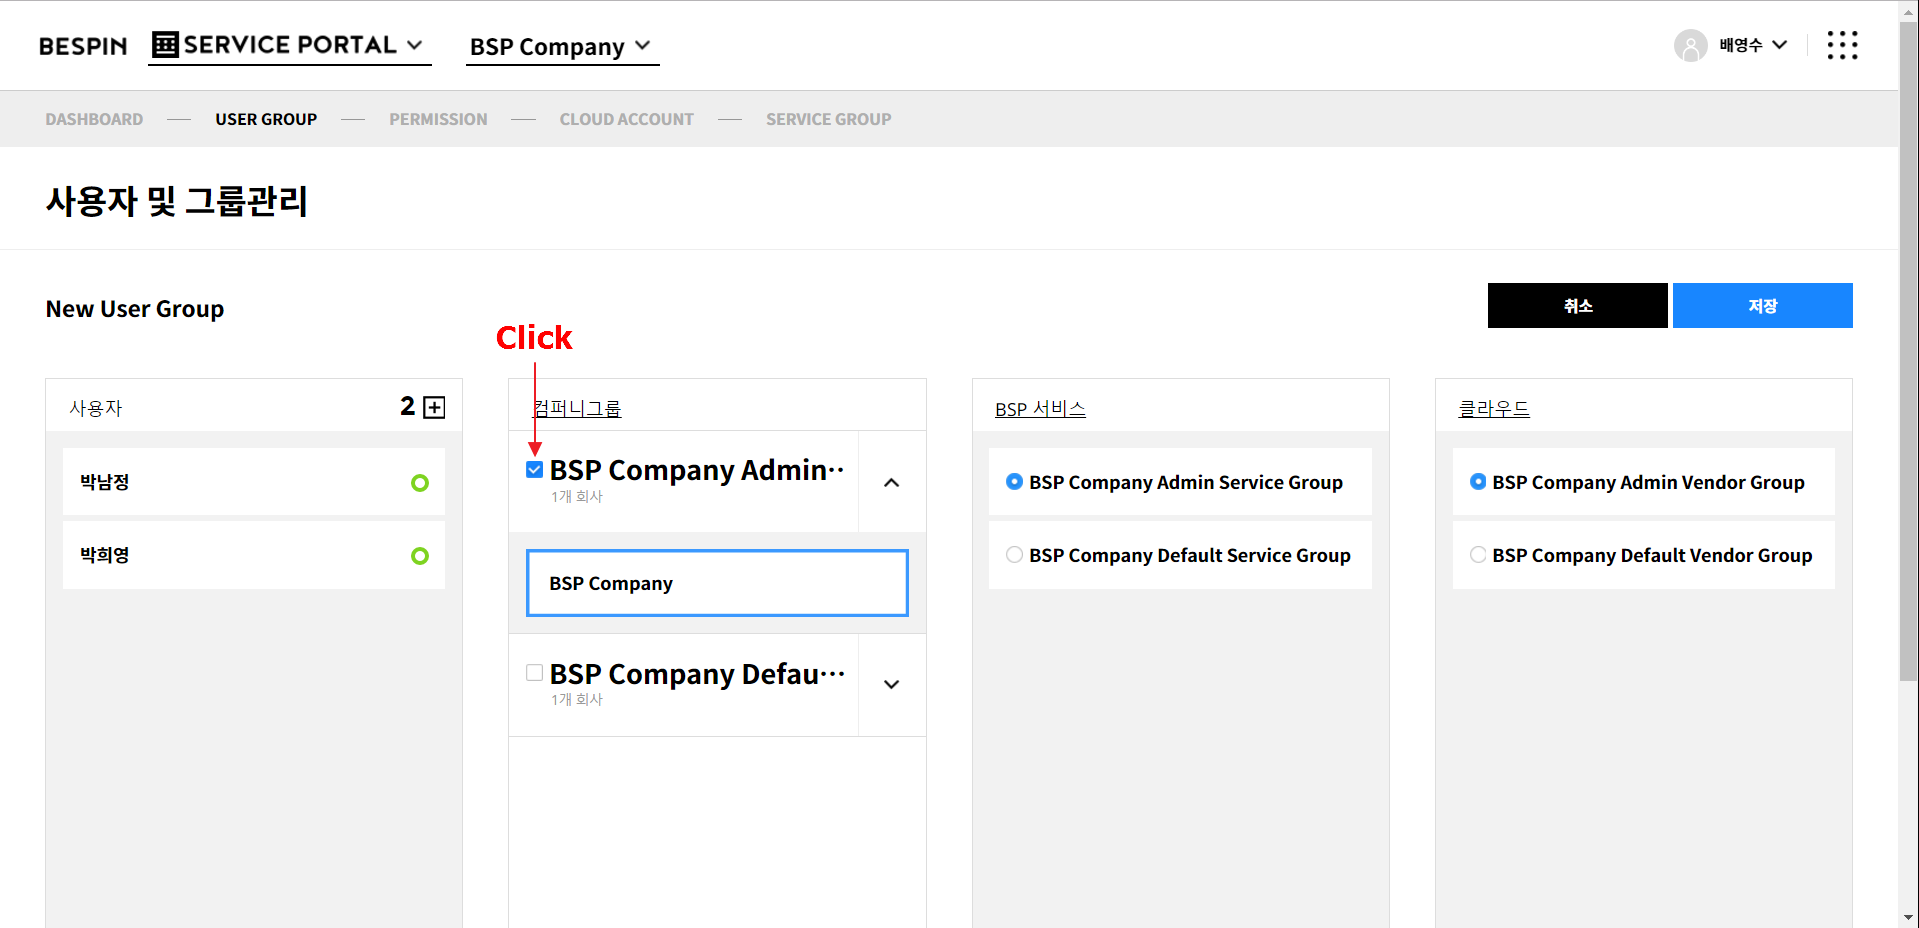 BESPIN SERVICE PORTAL BSP Company 배영수
DASHBOARD USER GROUP PERMISSION CLOUD ACCOUNT SERVICE GROUP
사용자 및 그룹관리
New User Group
취소 저장
Click
사용자 2
박남정
박희영
컴퍼니그룹
BSP Company Admin···
1개 회사
BSP Company
BSP Company Defau···
1개 회사
BSP 서비스
BSP Company Admin Service Group
BSP Company Default Service Group
클라우드
BSP Company Admin Vendor Group
BSP Company Default Vendor Group